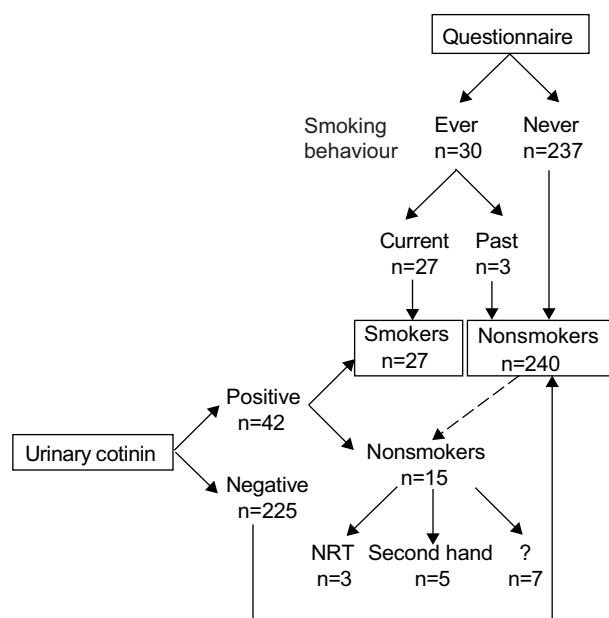 Questionnaire
Smoking Ever Never
behaviour n=30 n=237
Current Past
n=27 n=3
Smokers Nonsmokers
n=27 n=240
Positive
n=42
Urinary cotinin
Nonsmokers
n=15
Negative
n=225
NRT Second hand ?
n=3 n=5 n=7